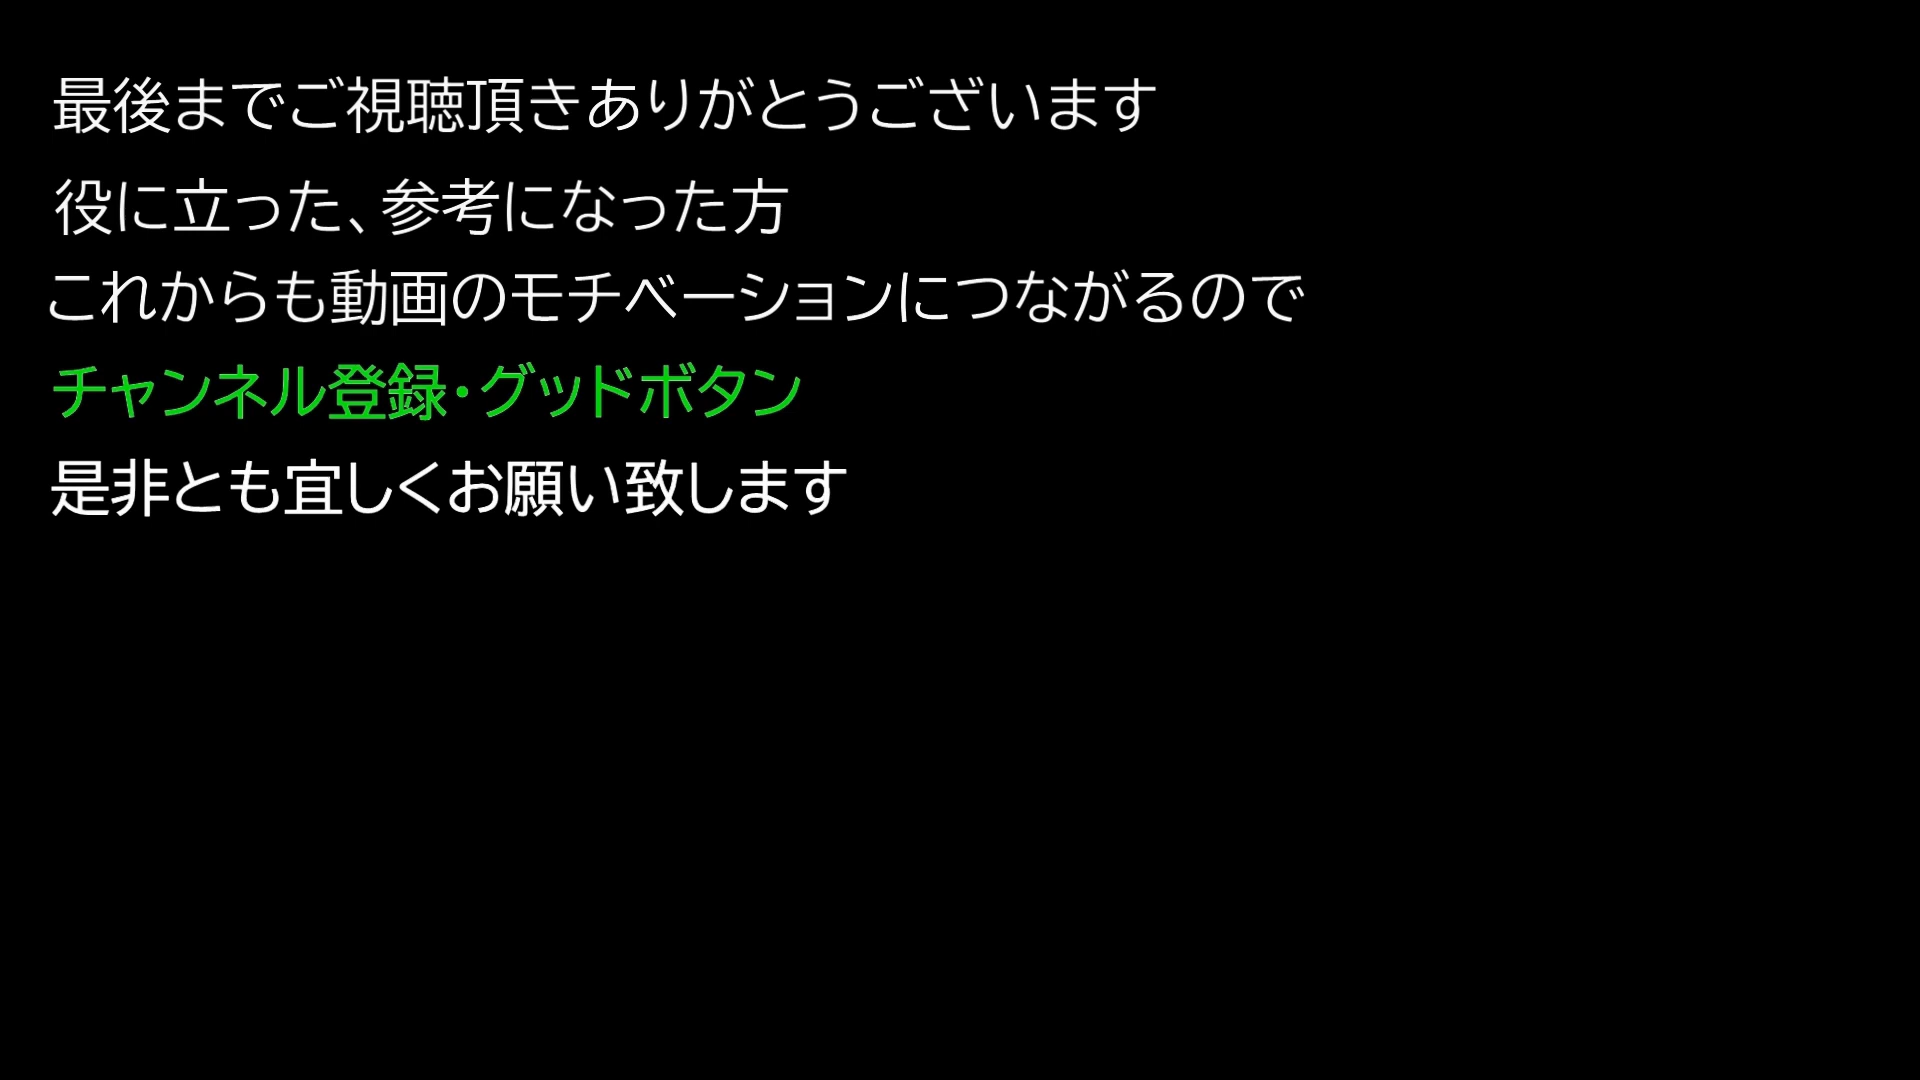 最後までご視聴頂きありがとうございます
役に立った、参考になった方
これからも動画のモチベーションにつながるので
チャンネル登録・グッドボタン
是非とも宜しくお願い致します